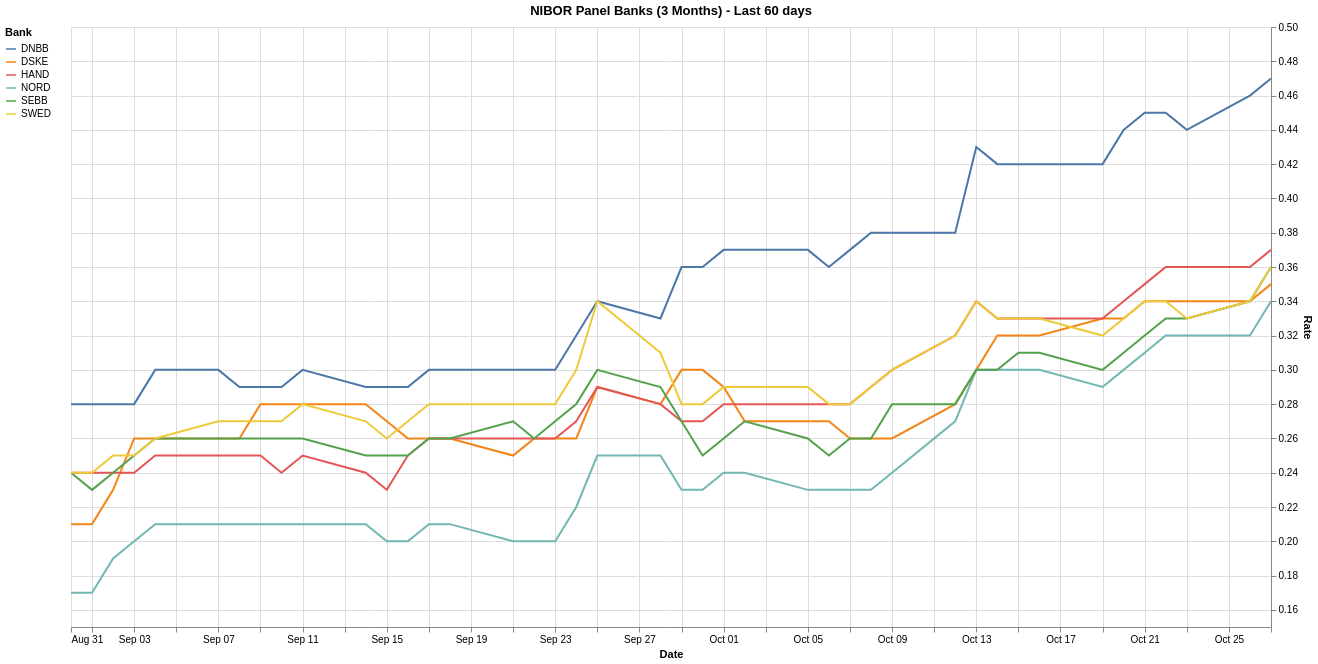 NIBOR Panel Banks (3 Months) - Last 60 days
Bank
DNBB
DSKE
HAND
NORD
SEBB
SWED
0.50
0.48
0.46
0.44
0.42
0.40
0.38
0.36
0.34
0.32
0.30
0.28
0.26
0.24
0.22
0.20
0.18
0.16
Rate
Aug 31 Sep 03 Sep 07 Sep 11 Sep 15 Sep 19 Sep 23 Sep 27 Oct 01 Oct 05 Oct 09 Oct 13 Oct 17 Oct 21 Oct 25
Date